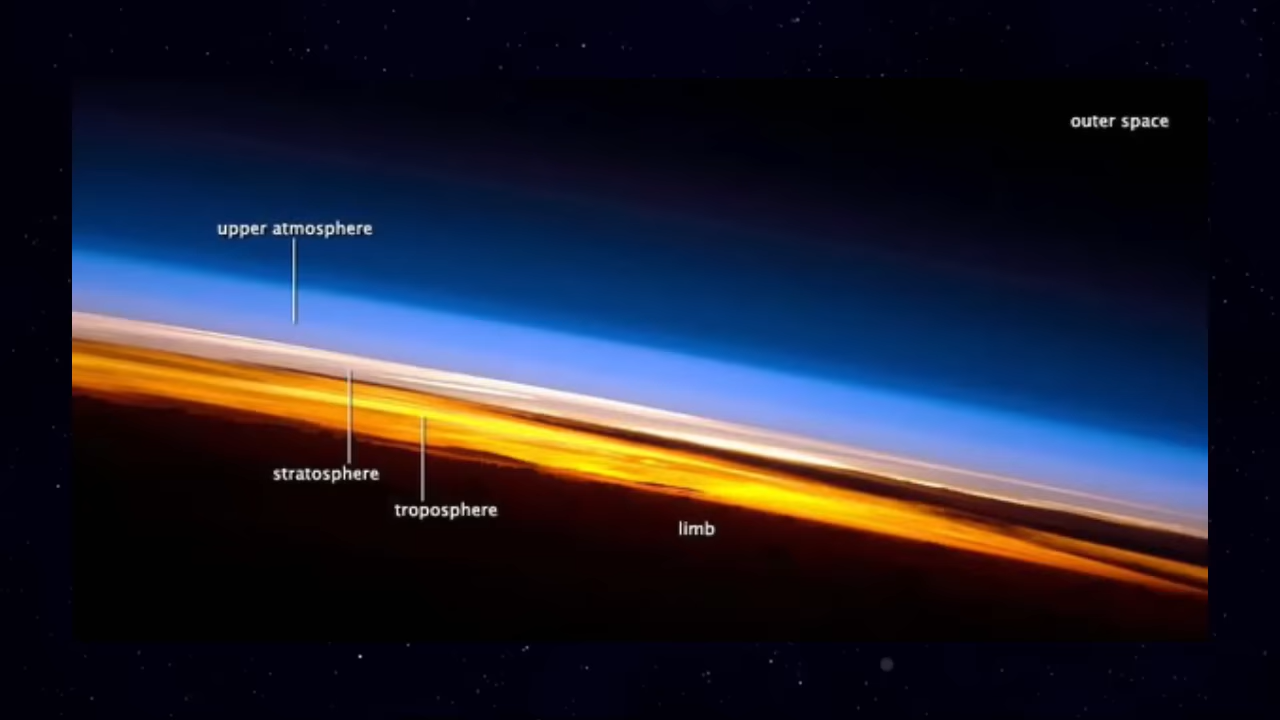 outer space
upper atmosphere
stratosphere
troposphere
limb